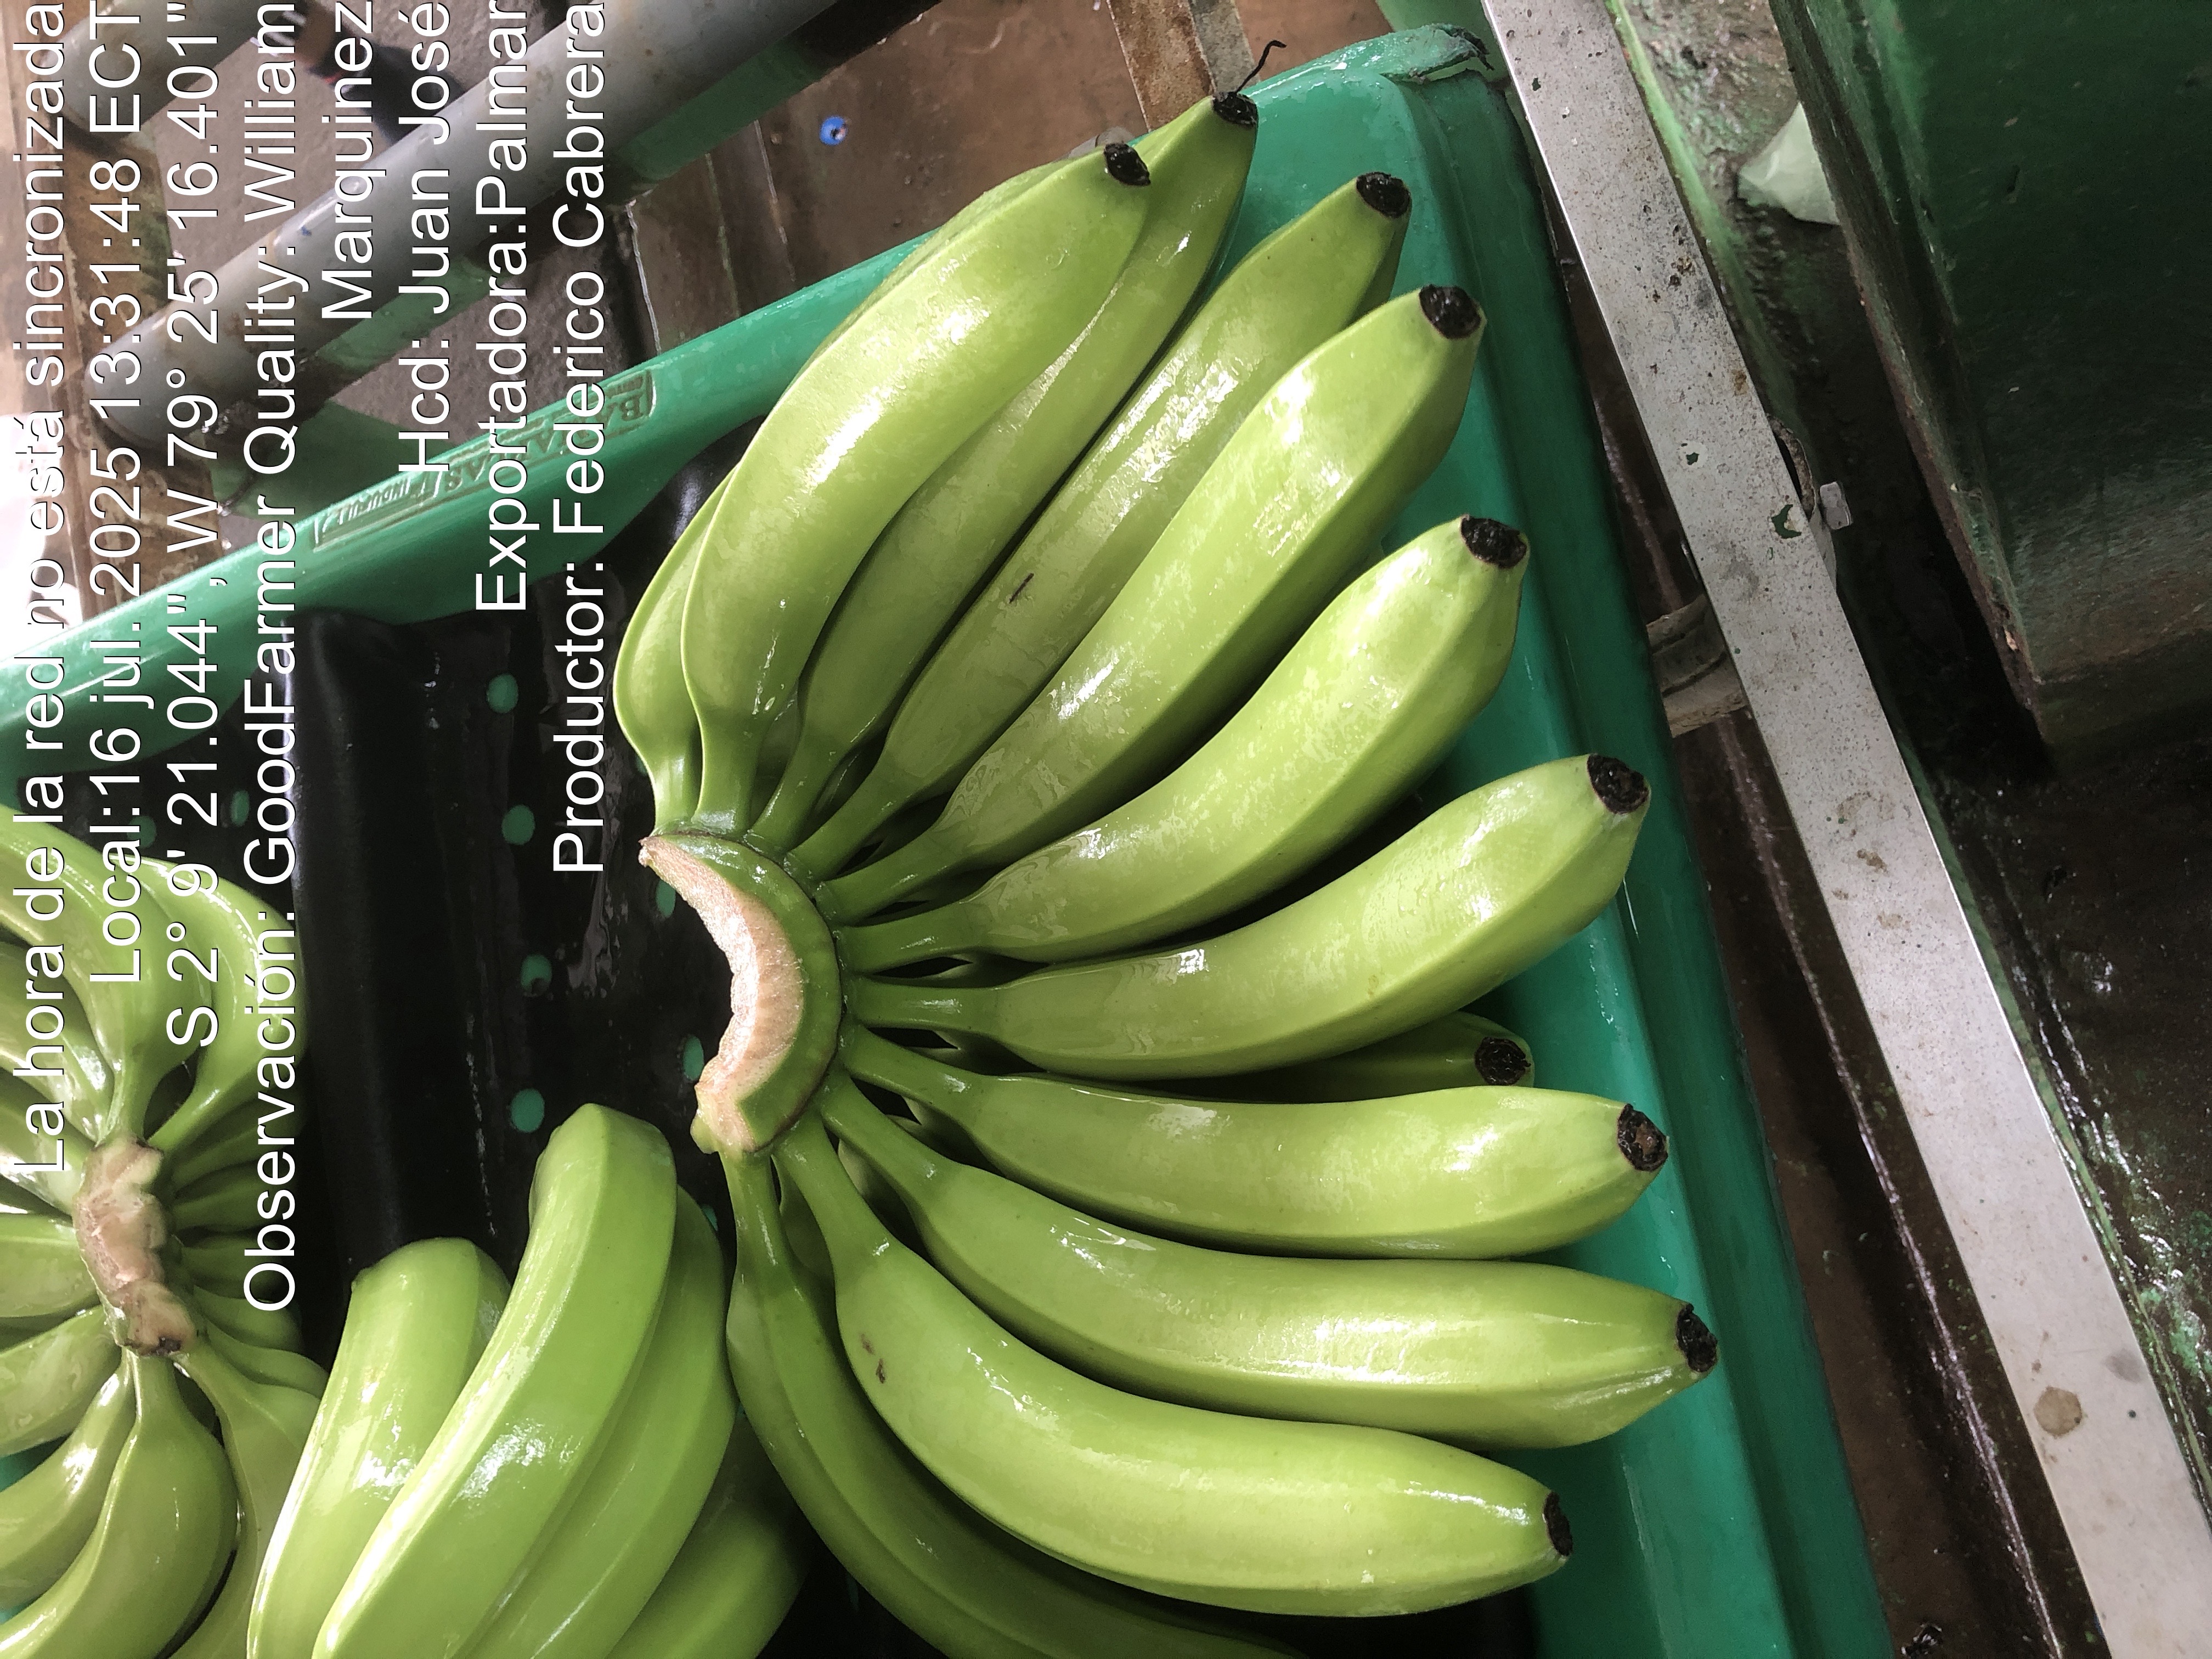 La hora de la red no está sincronizada
Local:16 jul. 2025 13:31:48 ECT
S 2° 9' 21.044", W 79° 25' 16.401"
Observación: GoodFarmer Quality: William
Marquinez
Hcd: Juan José
Exportadora:Palmar
Productor: Federico Cabrera